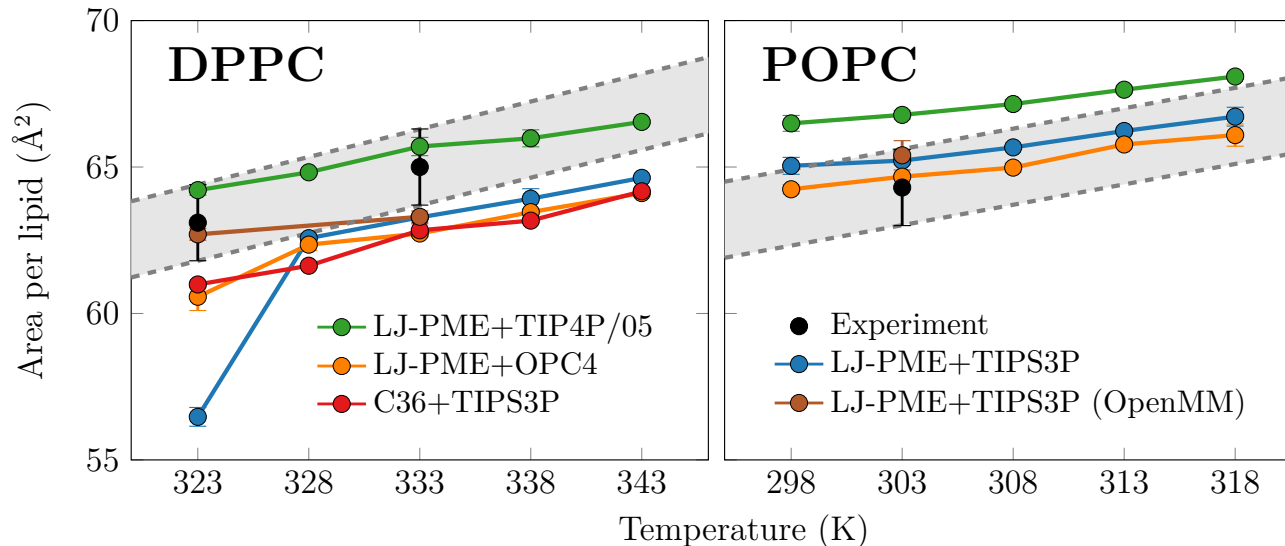 70
65
60
55
Area per lipid (Å²)
DPPC
LJ-PME+TIP4P/05
LJ-PME+OPC4
C36+TIPS3P
323 328 333 338 343
POPC
Experiment
LJ-PME+TIPS3P
LJ-PME+TIPS3P (OpenMM)
298 303 308 313 318
Temperature (K)